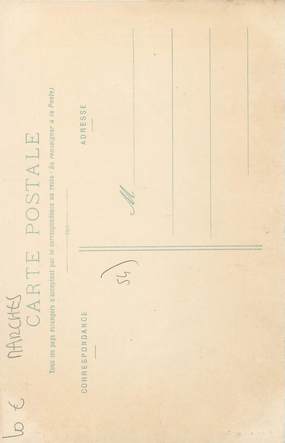 10 €
MARCHES
CARTE POSTALE
Tous les pays étrangers n'acceptent pas la correspondance au recto (Se renseigner à la Poste)
CORRESPONDANCE
ADRESSE
M
54)